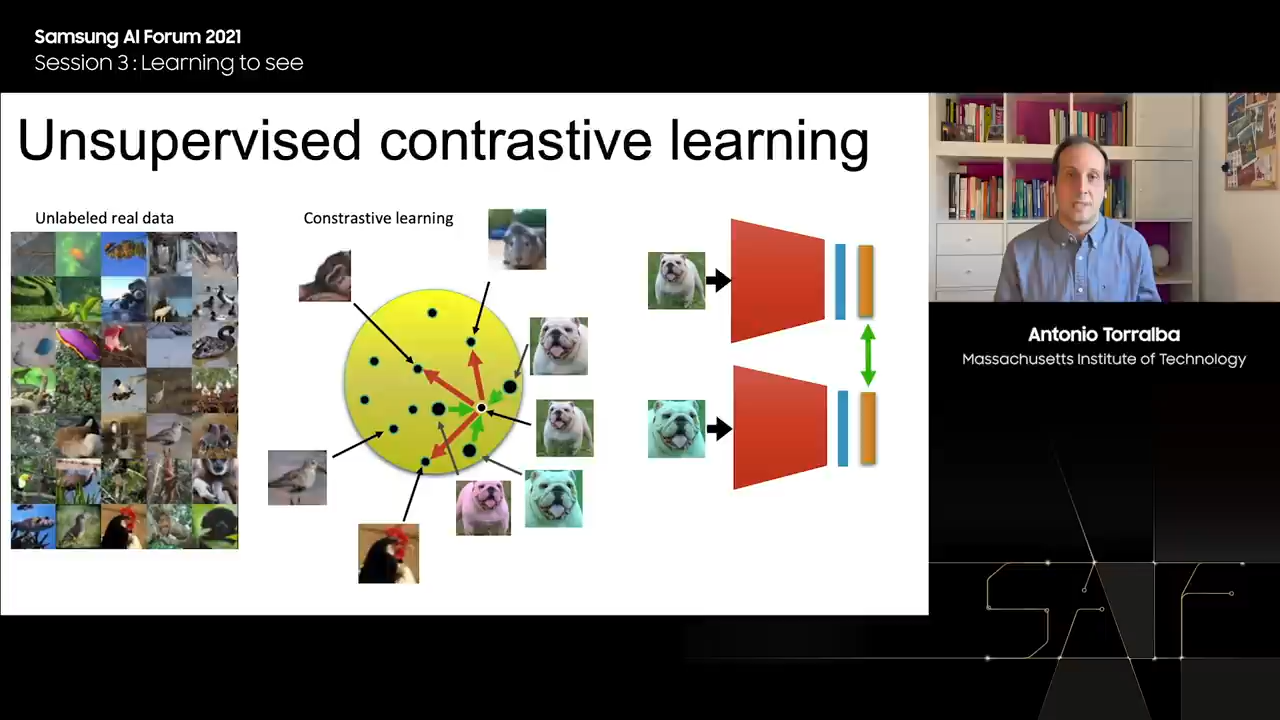 Samsung AI Forum 2021
Session 3 : Learning to see
Unsupervised contrastive learning
Unlabeled real data
Constrastive learning
Antonio Torralba
Massachusetts Institute of Technology
SAIF